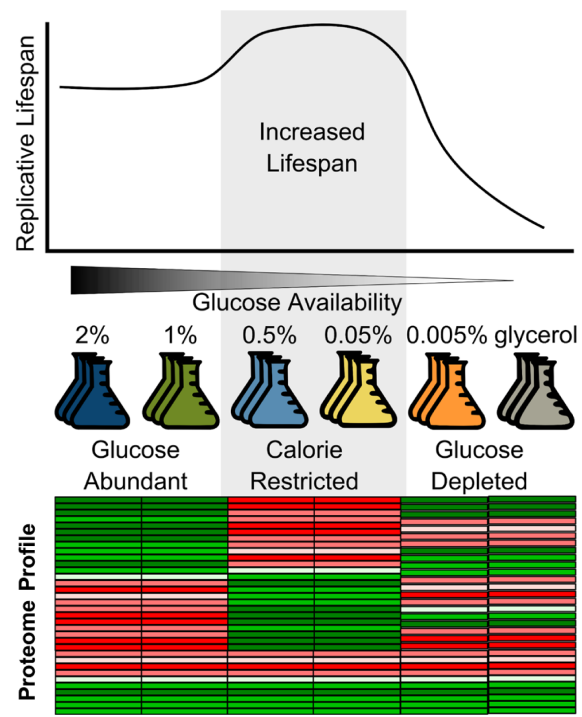 Replicative Lifespan
Increased
Lifespan
Glucose Availability
2% 1% 0.5% 0.05% 0.005% glycerol
Glucose Abundant
Calorie Restricted
Glucose Depleted
Proteome Profile